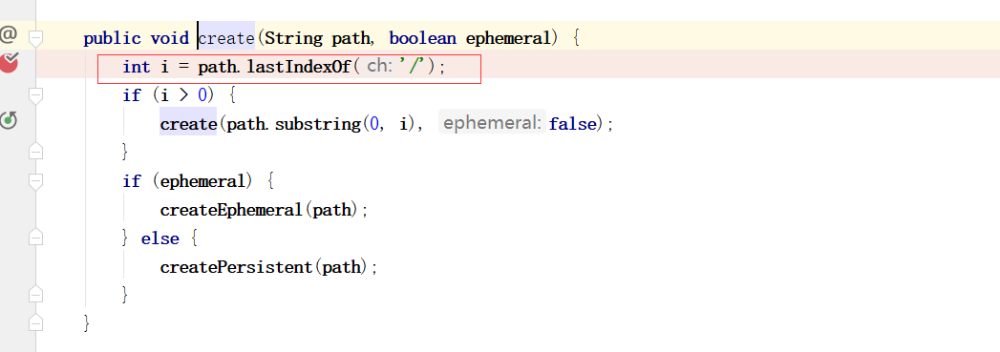 public void create(String path, boolean ephemeral) {
int i = path.lastIndexOf( ch: '/');
if (i > 0) {
create(path.substring(0, i), ephemeral: false);
}
if (ephemeral) {
createEphemeral(path);
} else {
createPersistent(path);
}
}